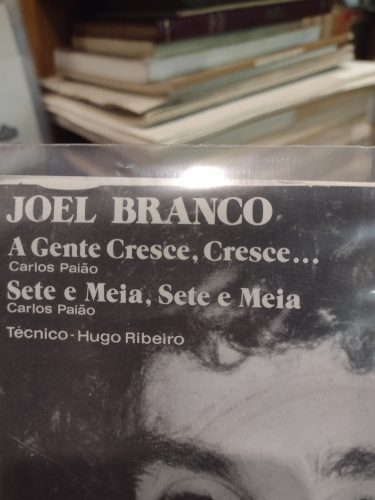 JOEL BRANCO
A Gente Cresce, Cresce...
Carlos Paião
Sete e Meia, Sete e Meia
Carlos Paião
Técnico - Hugo Ribeiro